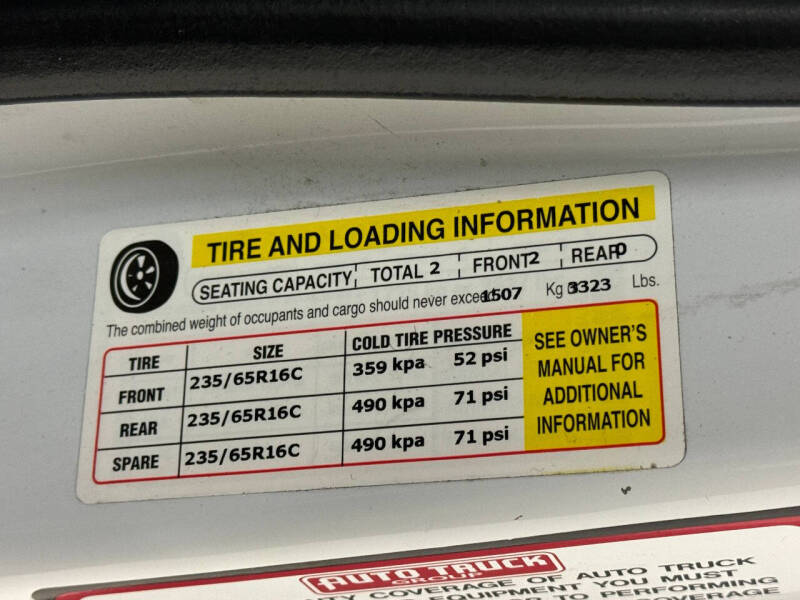 TIRE AND LOADING INFORMATION
SEATING CAPACITY TOTAL 2 FRONT 2 REAR 0
The combined weight of occupants and cargo should never exceed 1507 Kg 3323 Lbs.
TIRE SIZE COLD TIRE PRESSURE
FRONT 235/65R16C 359 kpa 52 psi
REAR 235/65R16C 490 kpa 71 psi
SPARE 235/65R16C 490 kpa 71 psi
SEE OWNER'S
MANUAL FOR
ADDITIONAL
INFORMATION
AUTO TRUCK
GROUP
COVERAGE OF AUTO TRUCK
EQUIPMENT YOU MUST
TO PERFORMING
COVERAGE